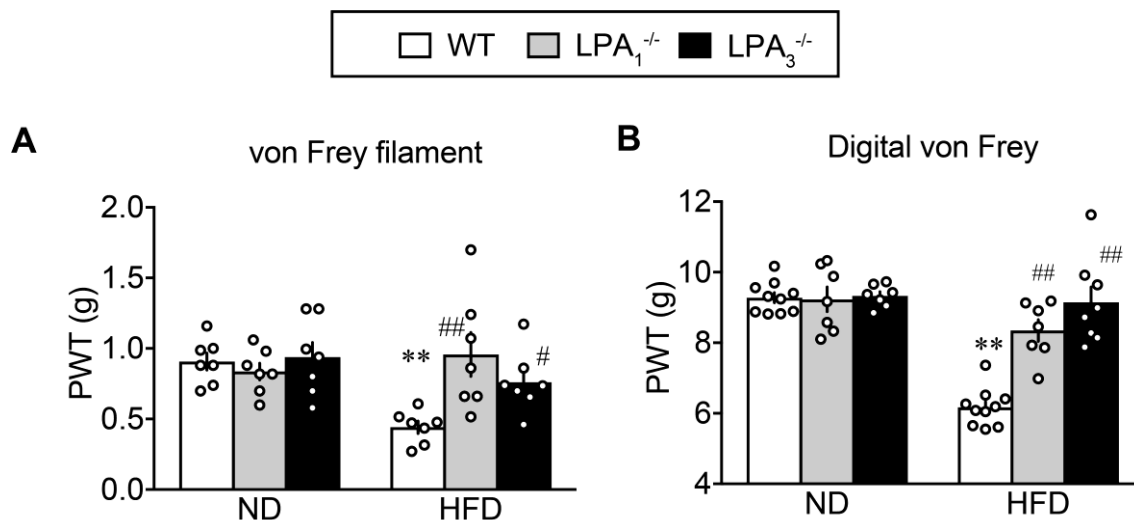 WT LPA₁⁻/⁻ LPA₃⁻/⁻
A
von Frey filament
PWT (g)
2.0
1.5
1.0
0.5
0.0
**
##
#
ND HFD
B
Digital von Frey
PWT (g)
12
10
8
6
4
**
##
##
ND HFD